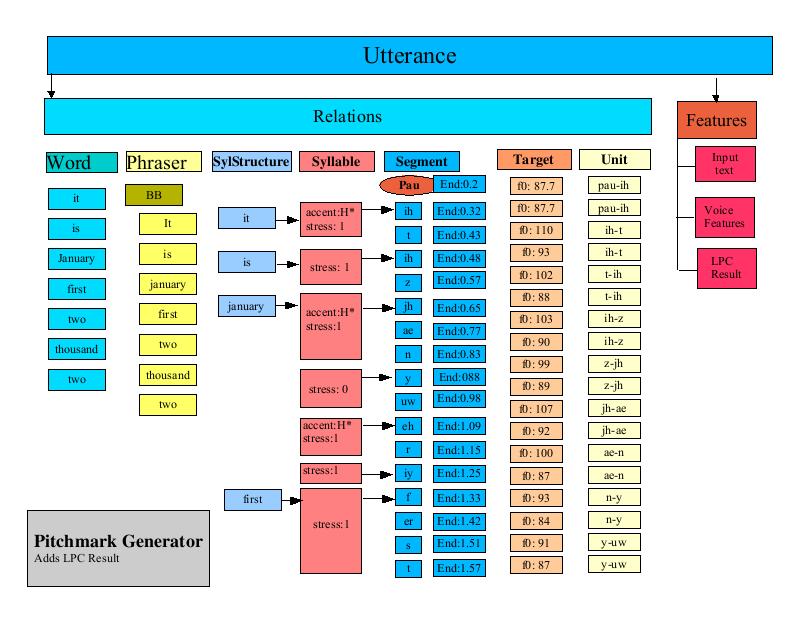 Utterance
Relations
Features
Input
text
Voice
Features
LPC
Result
Word
it
is
January
first
two
thousand
two
Phraser
BB
It
is
january
first
two
thousand
two
SylStructure
it
is
january
first
Syllable
accent:H*
stress: 1
stress: 1
accent:H*
stress:1
stress: 0
accent:H*
stress:1
stress:1
stress:1
Segment
Pau End:0.2
ih End:0.32
t End:0.43
ih End:0.48
z End:0.57
jh End:0.65
ae End:0.77
n End:0.83
y End:088
uw End:0.98
eh End:1.09
r End:1.15
iy End:1.25
f End:1.33
er End:1.42
s End:1.51
t End:1.57
Target
f0: 87.7
f0: 87.7
f0: 110
f0: 93
f0: 102
f0: 88
f0: 103
f0: 90
f0: 99
f0: 89
f0: 107
f0: 92
f0: 100
f0: 87
f0: 93
f0: 84
f0: 91
f0: 87
Unit
pau-ih
pau-ih
ih-t
ih-t
t-ih
t-ih
ih-z
ih-z
z-jh
z-jh
jh-ae
jh-ae
ae-n
ae-n
n-y
n-y
y-uw
y-uw
Pitchmark Generator
Adds LPC Result